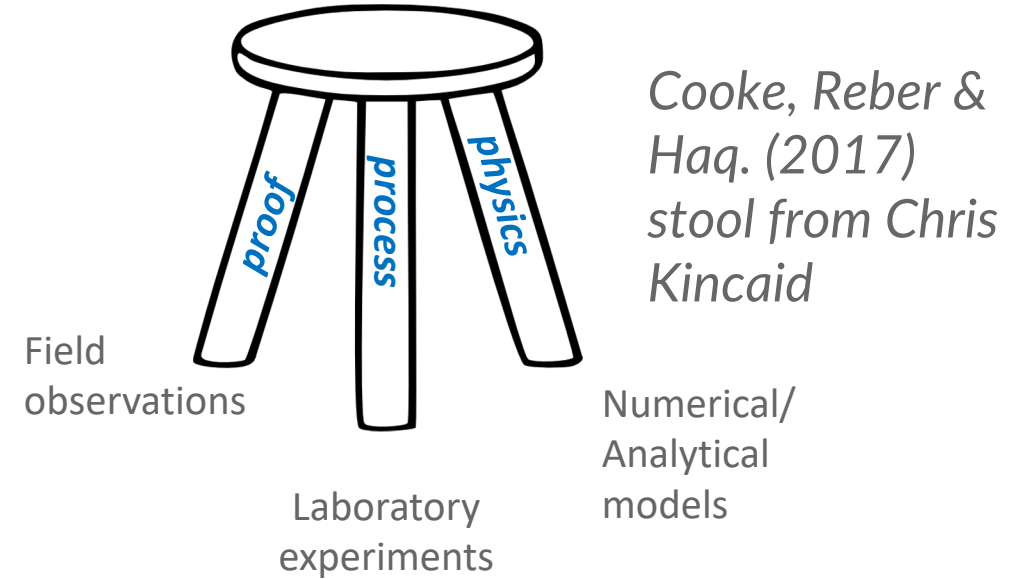 proof
process
physics
Cooke, Reber &
Haq. (2017)
stool from Chris
Kincaid
Field
observations
Laboratory
experiments
Numerical/
Analytical
models